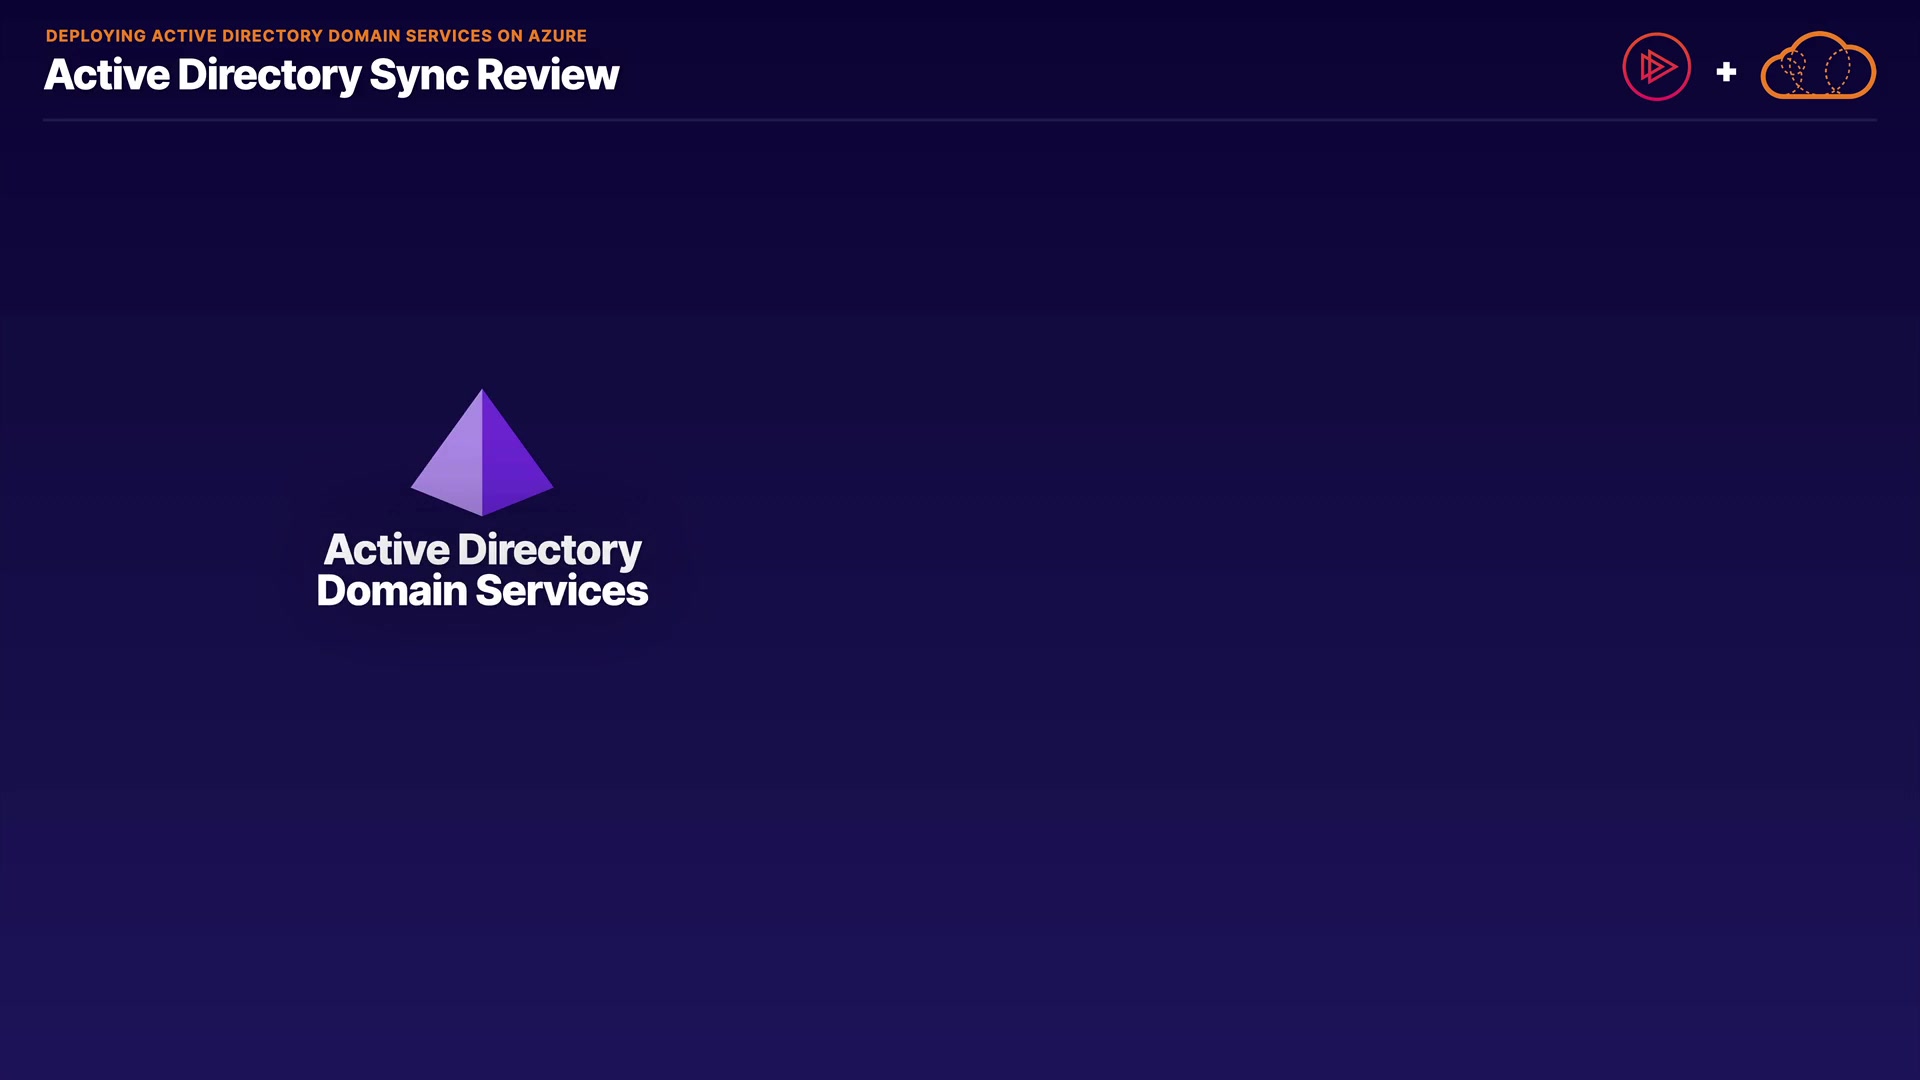 DEPLOYING ACTIVE DIRECTORY DOMAIN SERVICES ON AZURE
Active Directory Sync Review
+
Active Directory
Domain Services